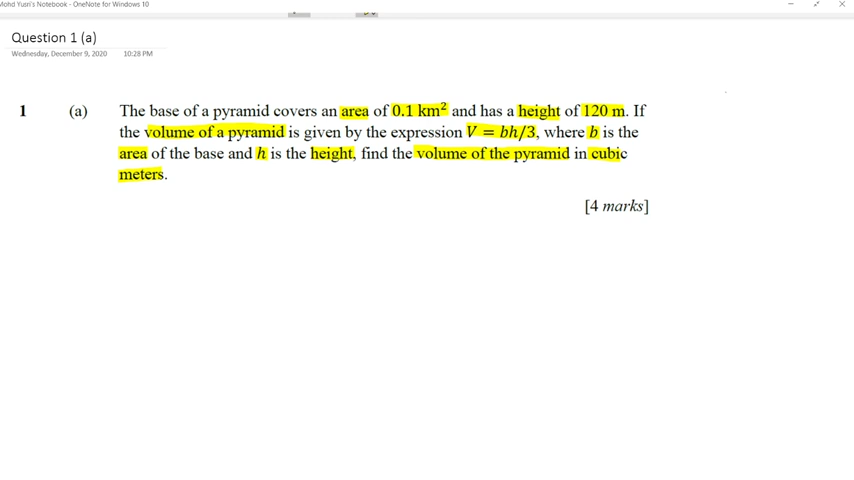 Mohd Yusri's Notebook - OneNote for Windows 10
Question 1 (a)
Wednesday, December 9, 2020 10:28 PM
1 (a) The base of a pyramid covers an area of 0.1 km² and has a height of 120 m. If
the volume of a pyramid is given by the expression V = bh/3, where b is the
area of the base and h is the height, find the volume of the pyramid in cubic
meters.
[4 marks]